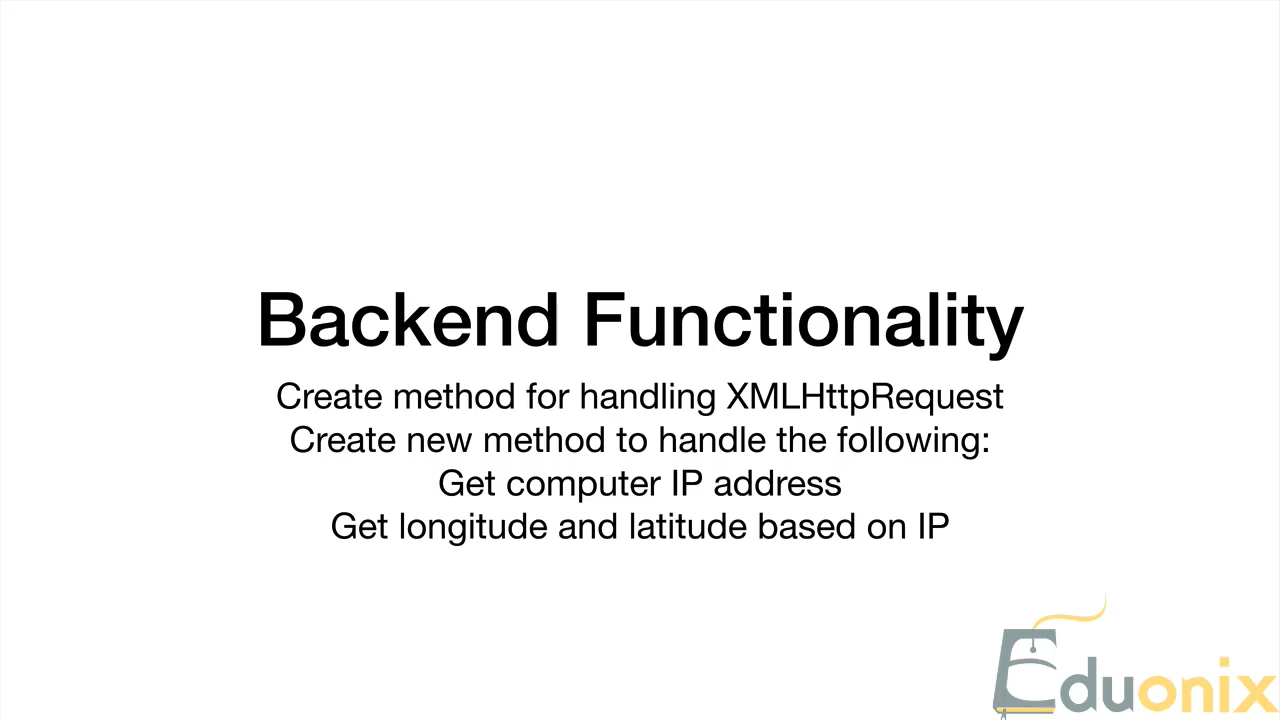 Backend Functionality
Create method for handling XMLHttpRequest
Create new method to handle the following:
Get computer IP address
Get longitude and latitude based on IP
Eduonix